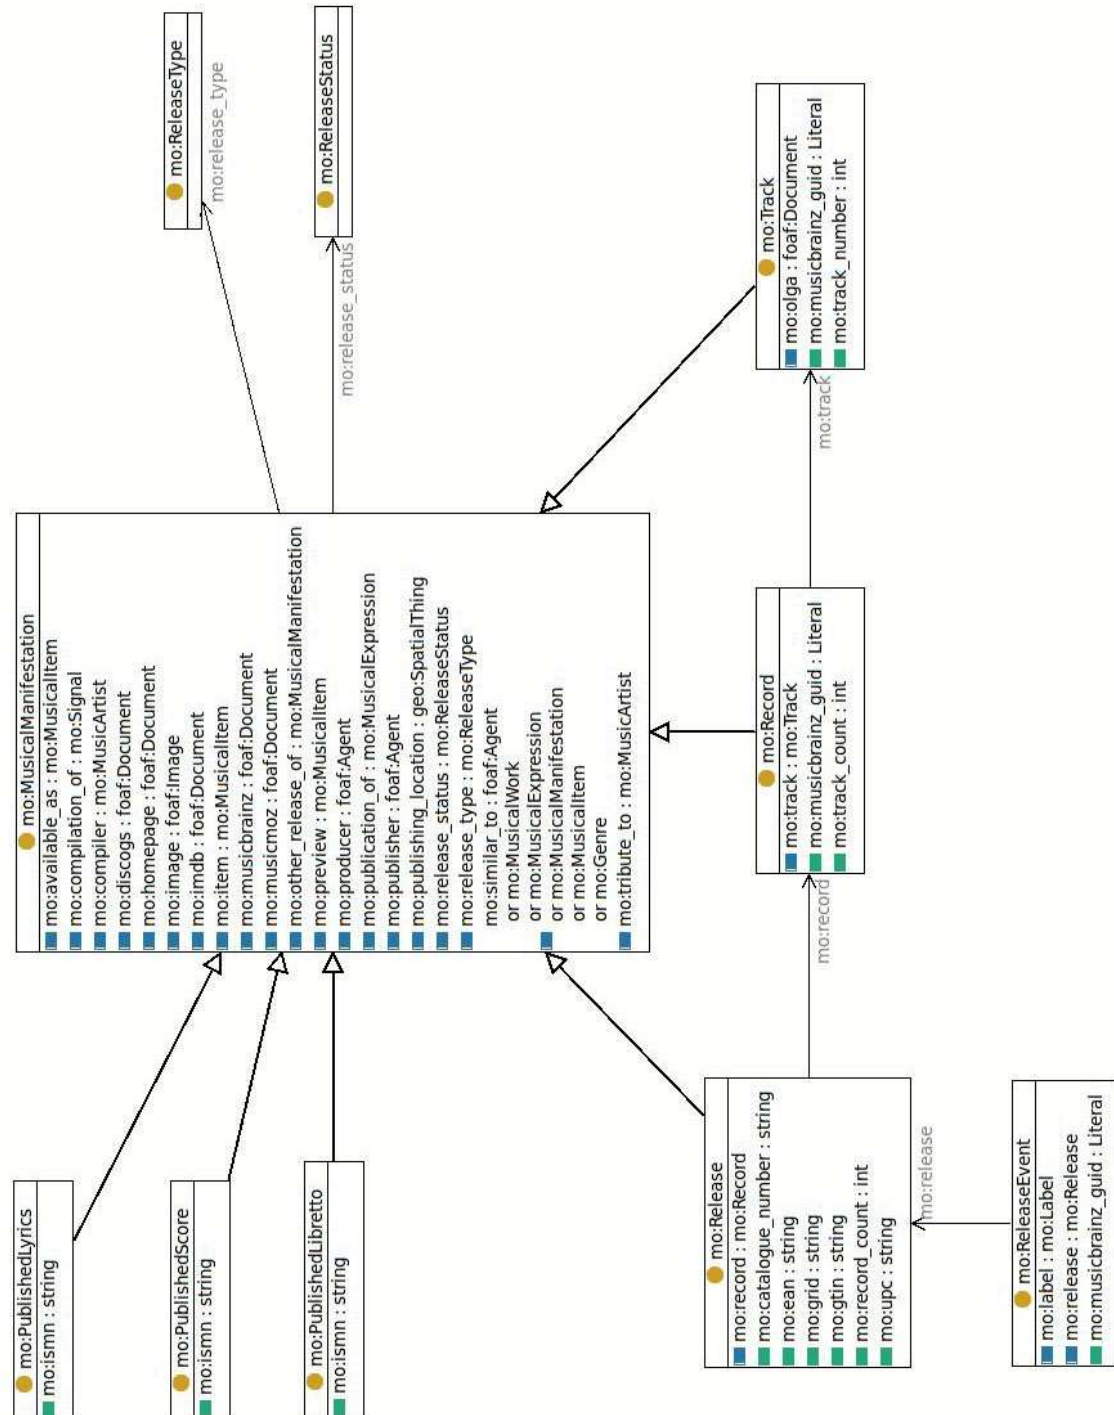 mo:PublishedLyrics
mo:ismn : string
mo:PublishedScore
mo:ismn : string
mo:PublishedLibretto
mo:ismn : string
mo:MusicalManifestation
mo:available_as : mo:MusicalItem
mo:compilation_of : mo:Signal
mo:compiler : mo:MusicArtist
mo:discogs : foaf:Document
mo:homepage : foaf:Document
mo:image : foaf:Image
mo:imdb : foaf:Document
mo:item : mo:MusicalItem
mo:musicbrainz : foaf:Document
mo:musicmoz : foaf:Document
mo:other_release_of : mo:MusicalManifestation
mo:preview : mo:MusicalItem
mo:producer : foaf:Agent
mo:publication_of : mo:MusicalExpression
mo:publisher : foaf:Agent
mo:publishing_location : geo:SpatialThing
mo:release_status : mo:ReleaseStatus
mo:release_type : mo:ReleaseType
mo:similar_to : foaf:Agent
or mo:MusicalWork
or mo:MusicalExpression
or mo:MusicalManifestation
or mo:MusicalItem
or mo:Genre
mo:tribute_to : mo:MusicArtist
mo:ReleaseType
mo:release_type
mo:ReleaseStatus
mo:release_status
mo:Release
mo:record : mo:Record
mo:catalogue_number : string
mo:ean : string
mo:grid : string
mo:gtin : string
mo:record_count : int
mo:upc : string
mo:record
mo:Record
mo:track : mo:Track
mo:musicbrainz_guid : Literal
mo:track_count : int
mo:track
mo:Track
mo:olga : foaf:Document
mo:musicbrainz_guid : Literal
mo:track_number : int
mo:release
mo:ReleaseEvent
mo:label : mo:Label
mo:release : mo:Release
mo:musicbrainz_guid : Literal